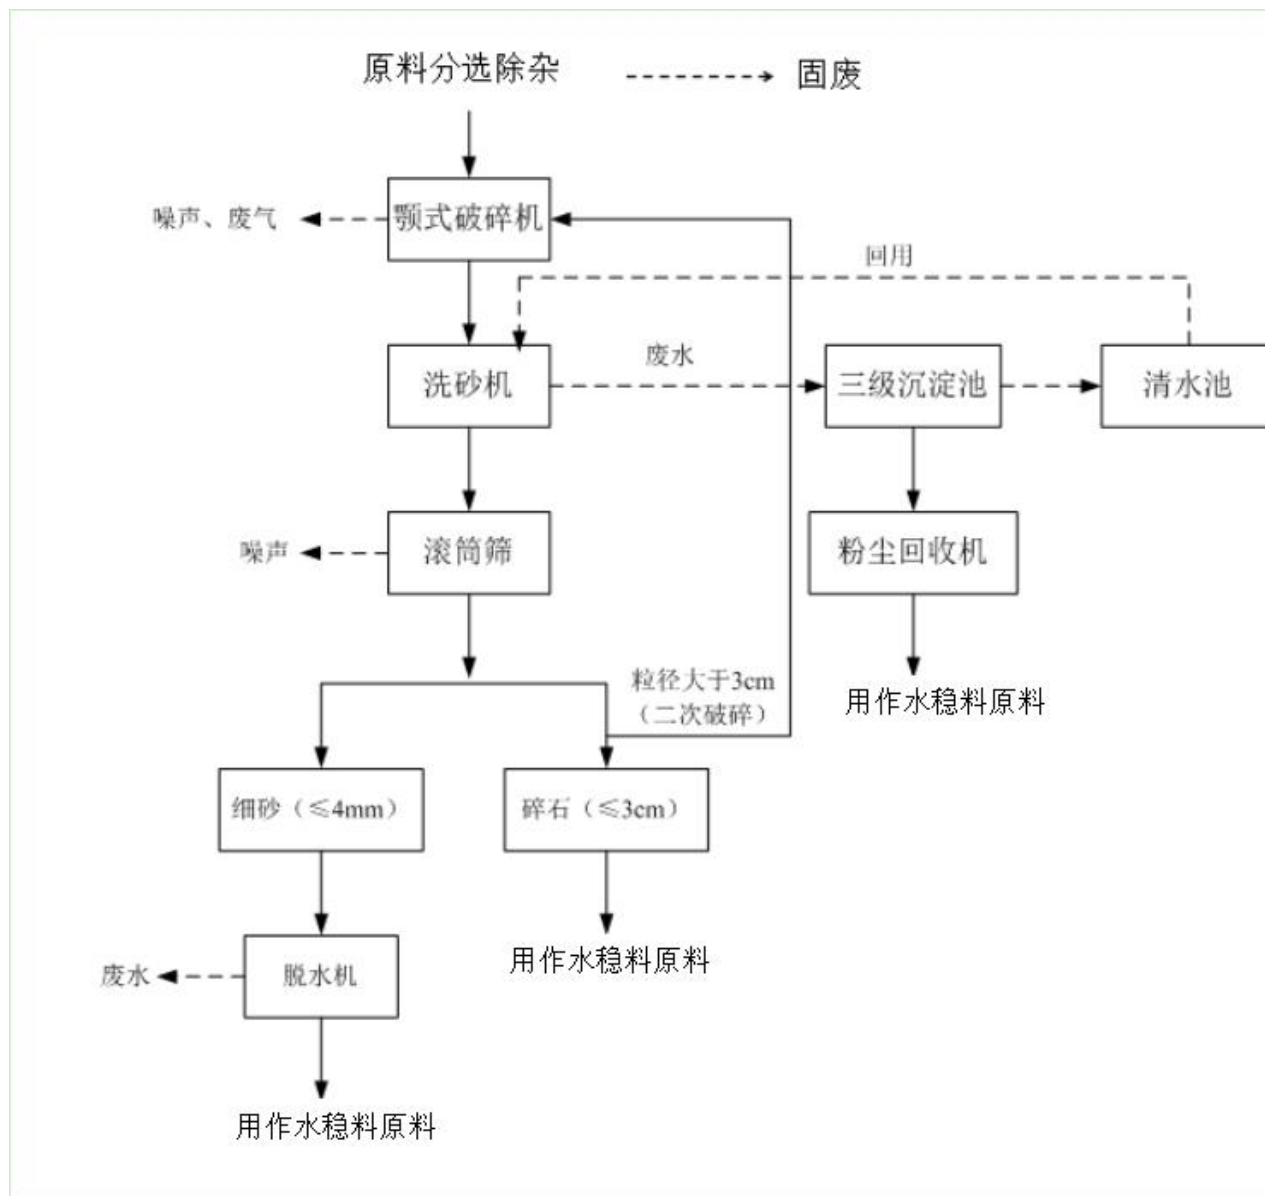 原料分选除杂
固废
噪声、废气
颚式破碎机
回用
洗砂机
废水
三级沉淀池
清水池
噪声
滚筒筛
粉尘回收机
粒径大于3cm
（二次破碎）
用作水稳料原料
细砂（≤4mm）
碎石（≤3cm）
废水
脱水机
用作水稳料原料
用作水稳料原料